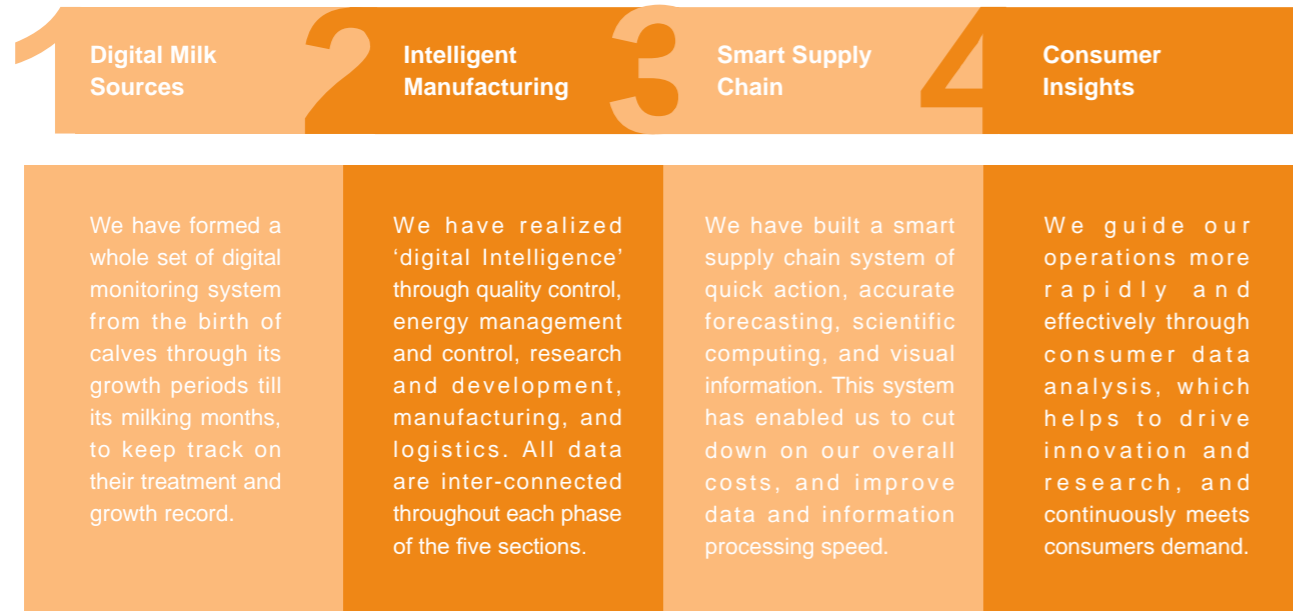 1
Digital Milk
Sources
2
Intelligent
Manufacturing
3
Smart Supply
Chain
4
Consumer
Insights
We have formed a
whole set of digital
monitoring system
from the birth of
calves through its
growth periods till
its milking months,
to keep track on
their treatment and
growth record.
We have realized
‘digital Intelligence’
through quality control,
energy management
and control, research
and development,
manufacturing, and
logistics. All data
are inter-connected
throughout each phase
of the five sections.
We have built a smart
supply chain system of
quick action, accurate
forecasting, scientific
computing, and visual
information. This system
has enabled us to cut
down on our overall
costs, and improve
data and information
processing speed.
We guide our
operations more
rapidly and
effectively through
consumer data
analysis, which
helps to drive
innovation and
research, and
continuously meets
consumers demand.